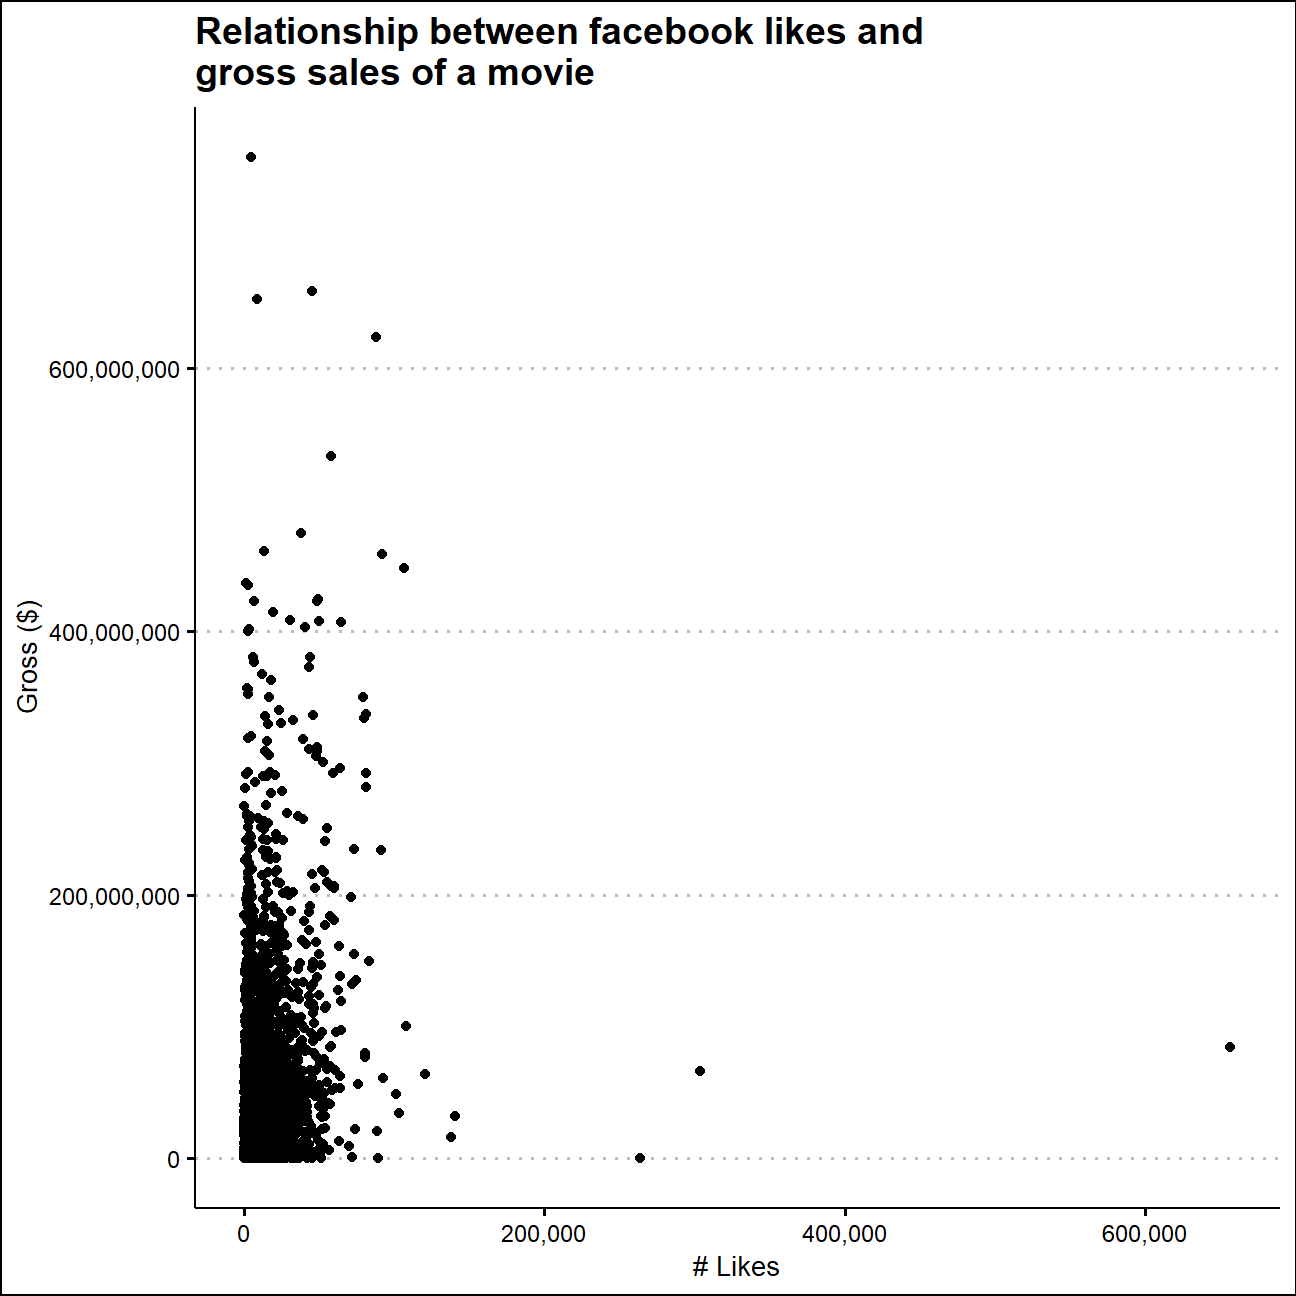 Relationship between facebook likes and
gross sales of a movie
Gross ($)
600,000,000
400,000,000
200,000,000
0
0
200,000
400,000
600,000
# Likes